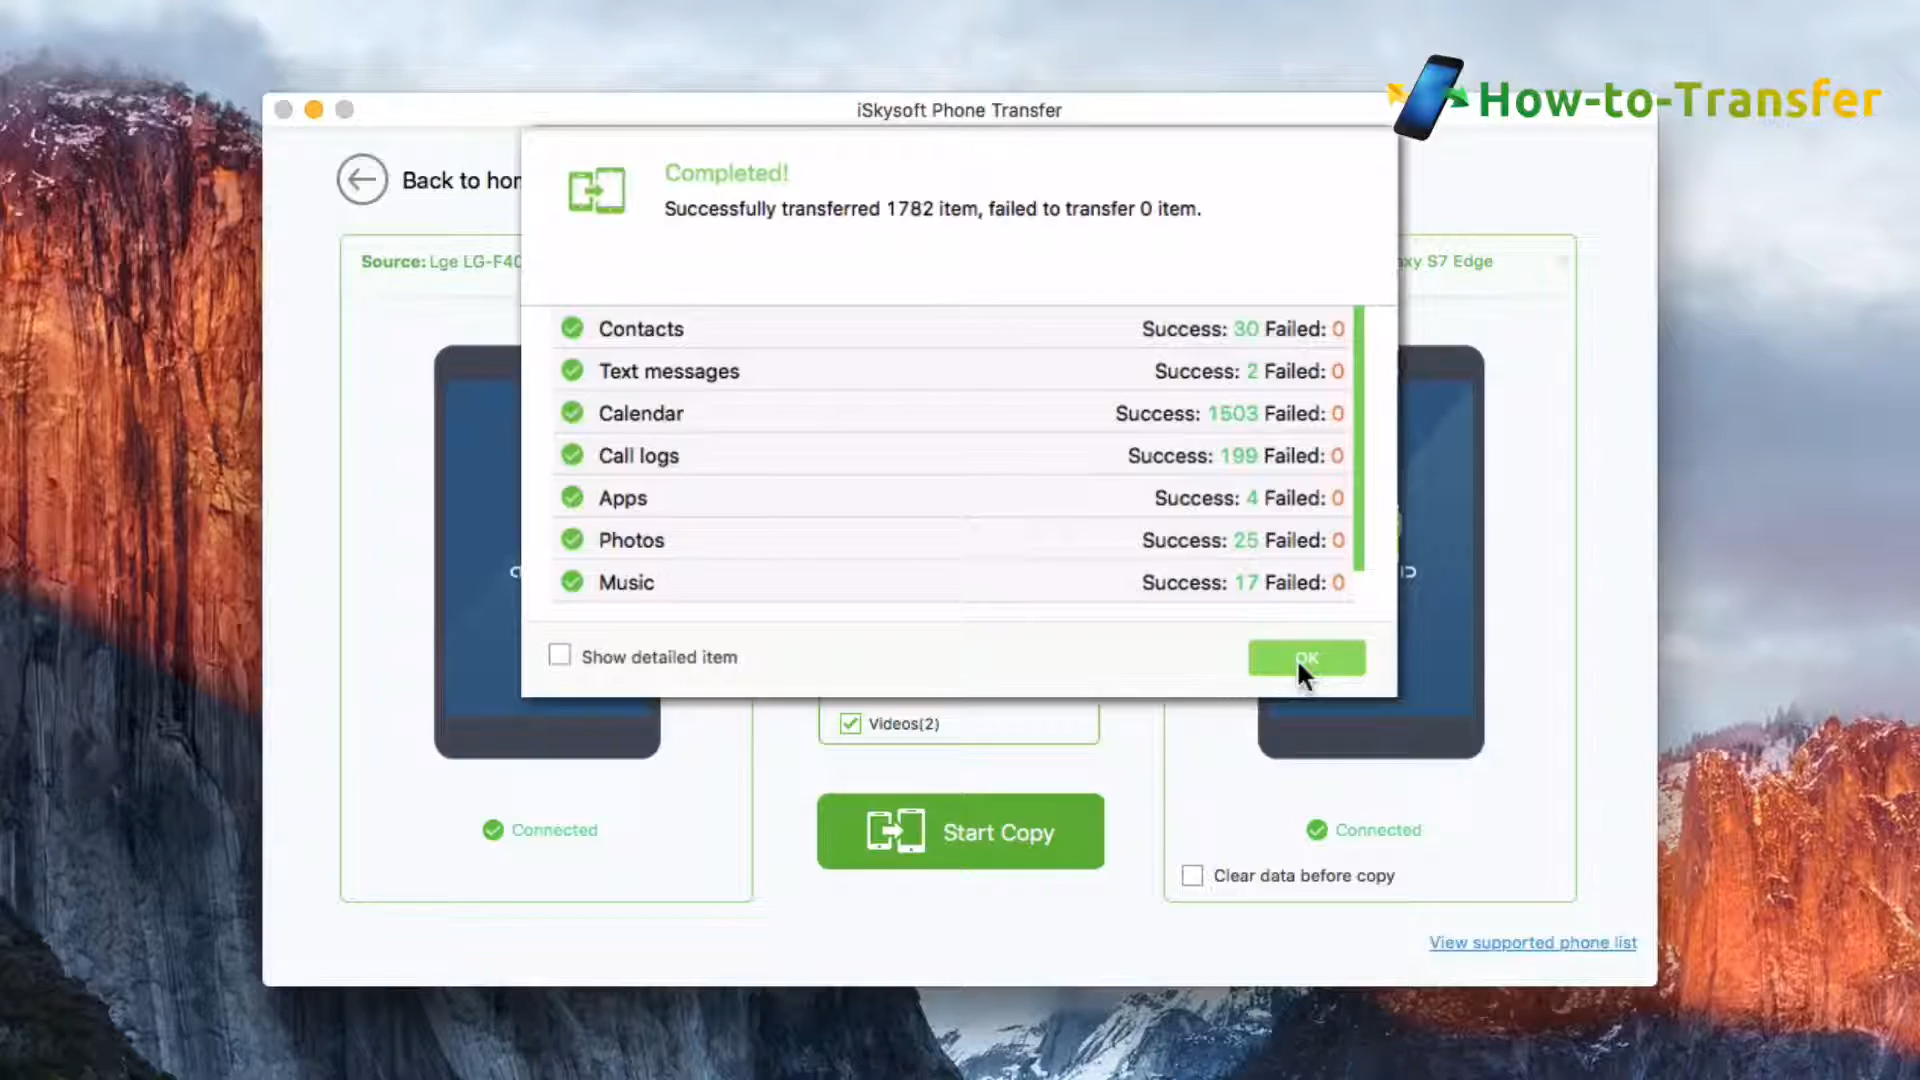 How-to-Transfer
iSkysoft Phone Transfer
Back to hom
Completed!
Successfully transferred 1782 item, failed to transfer 0 item.
Source: Lge LG-F40
xy S7 Edge
Contacts Success: 30 Failed: 0
Text messages Success: 2 Failed: 0
Calendar Success: 1503 Failed: 0
Call logs Success: 199 Failed: 0
Apps Success: 4 Failed: 0
Photos Success: 25 Failed: 0
Music Success: 17 Failed: 0
Show detailed item
OK
Videos(2)
Connected
Start Copy
Connected
Clear data before copy
View supported phone list